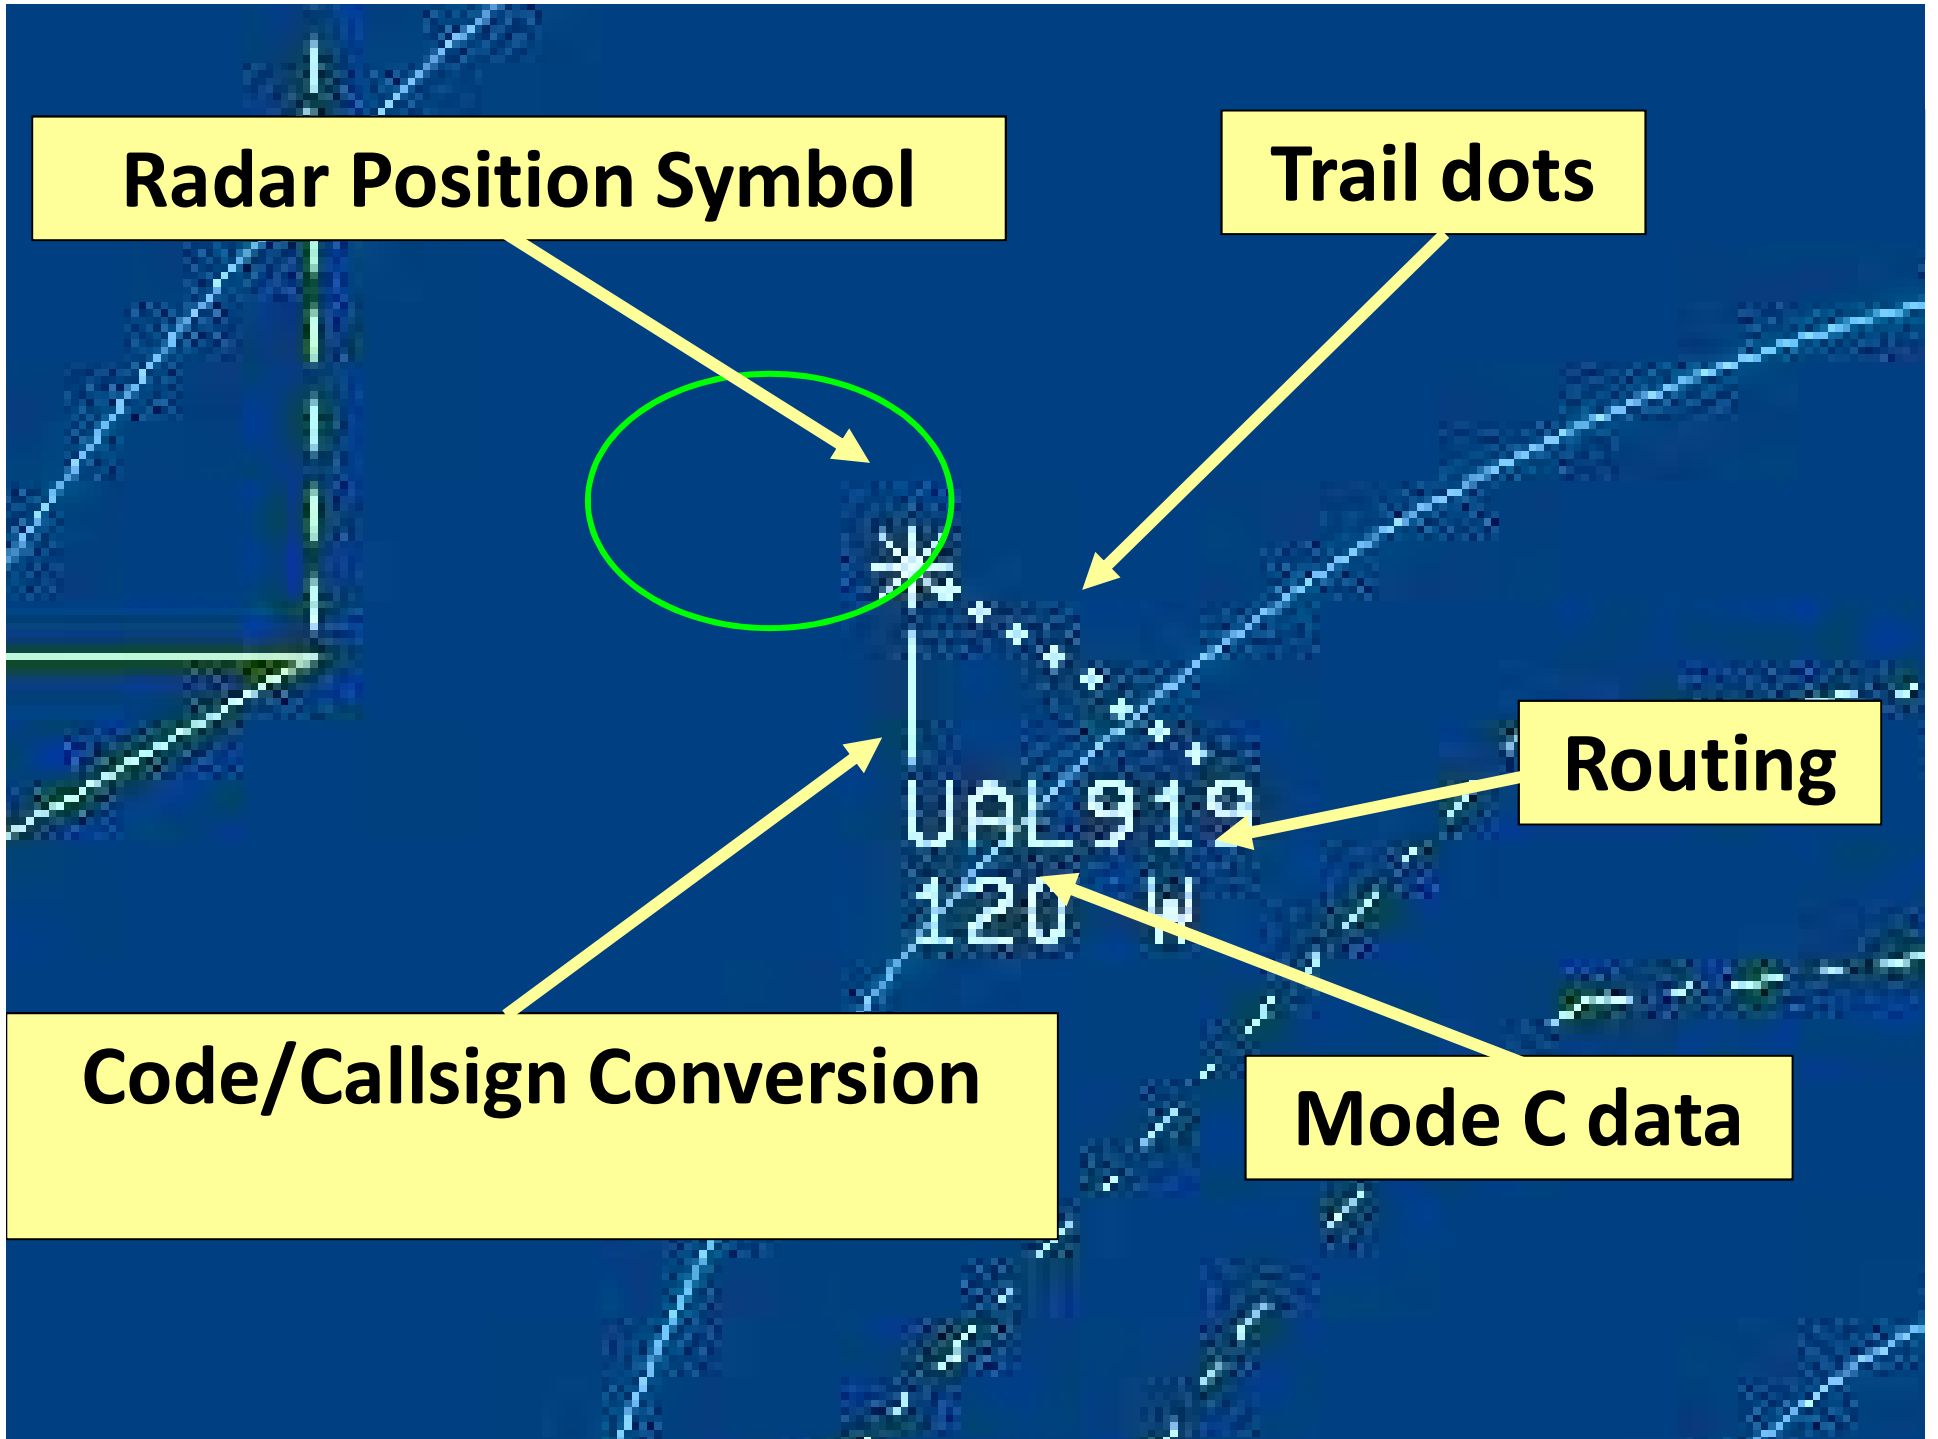 Radar Position Symbol
Trail dots
Routing
UAL919
120 W
Code/Callsign Conversion
Mode C data